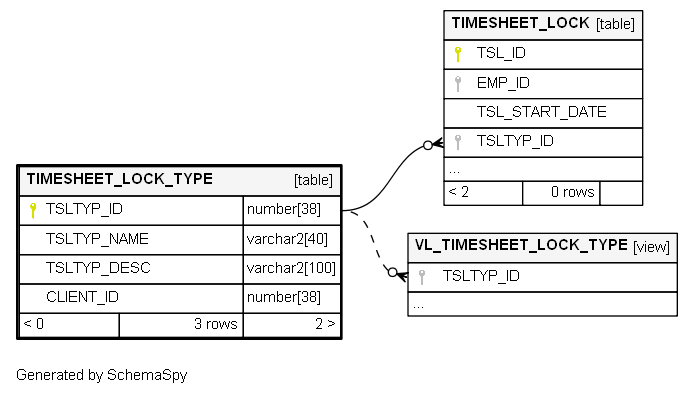 TIMESHEET_LOCK [table]
TSL_ID
EMP_ID
TSL_START_DATE
TSLTYP_ID
...
< 2 0 rows
TIMESHEET_LOCK_TYPE [table]
TSLTYP_ID number[38]
TSLTYP_NAME varchar2[40]
TSLTYP_DESC varchar2[100]
CLIENT_ID number[38]
< 0 3 rows 2 >
VL_TIMESHEET_LOCK_TYPE [view]
TSLTYP_ID
...
Generated by SchemaSpy